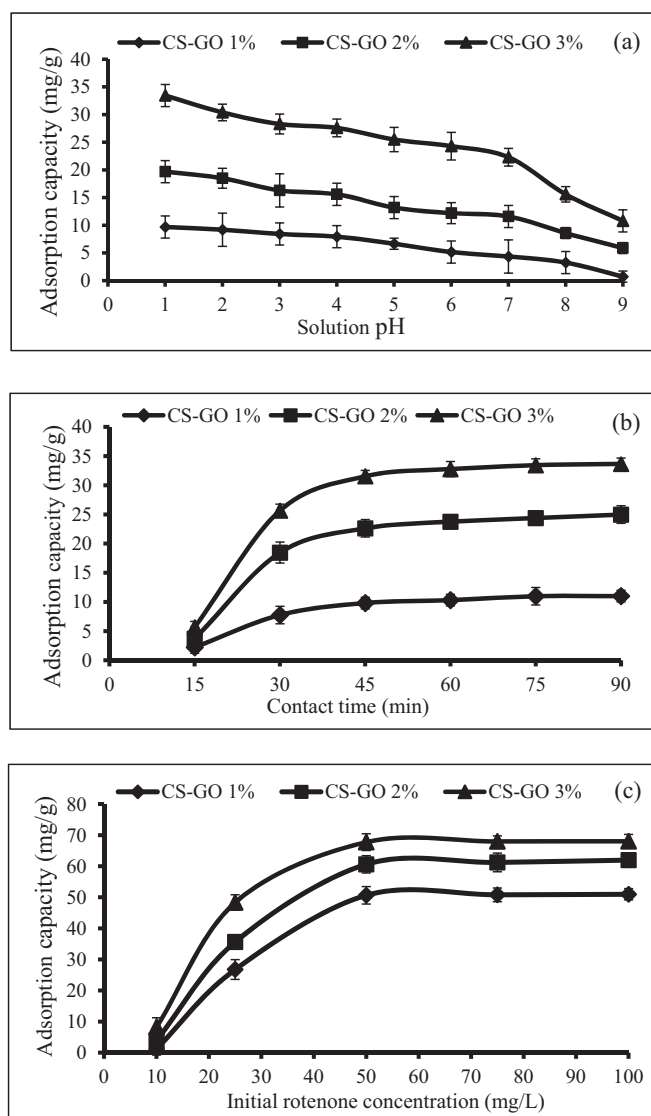 CS-GO 1% CS-GO 2% CS-GO 3% (a)
Adsorption capacity (mg/g)
40
35
30
25
20
15
10
5
0
0 1 2 3 4 5 6 7 8 9
Solution pH
CS-GO 1% CS-GO 2% CS-GO 3% (b)
Adsorption capacity (mg/g)
40
35
30
25
20
15
10
5
0
0 15 30 45 60 75 90
Contact time (min)
CS-GO 1% CS-GO 2% CS-GO 3% (c)
Adsorption capacity (mg/g)
80
70
60
50
40
30
20
10
0
0 10 20 30 40 50 60 70 80 90 100
Initial rotenone concentration (mg/L)